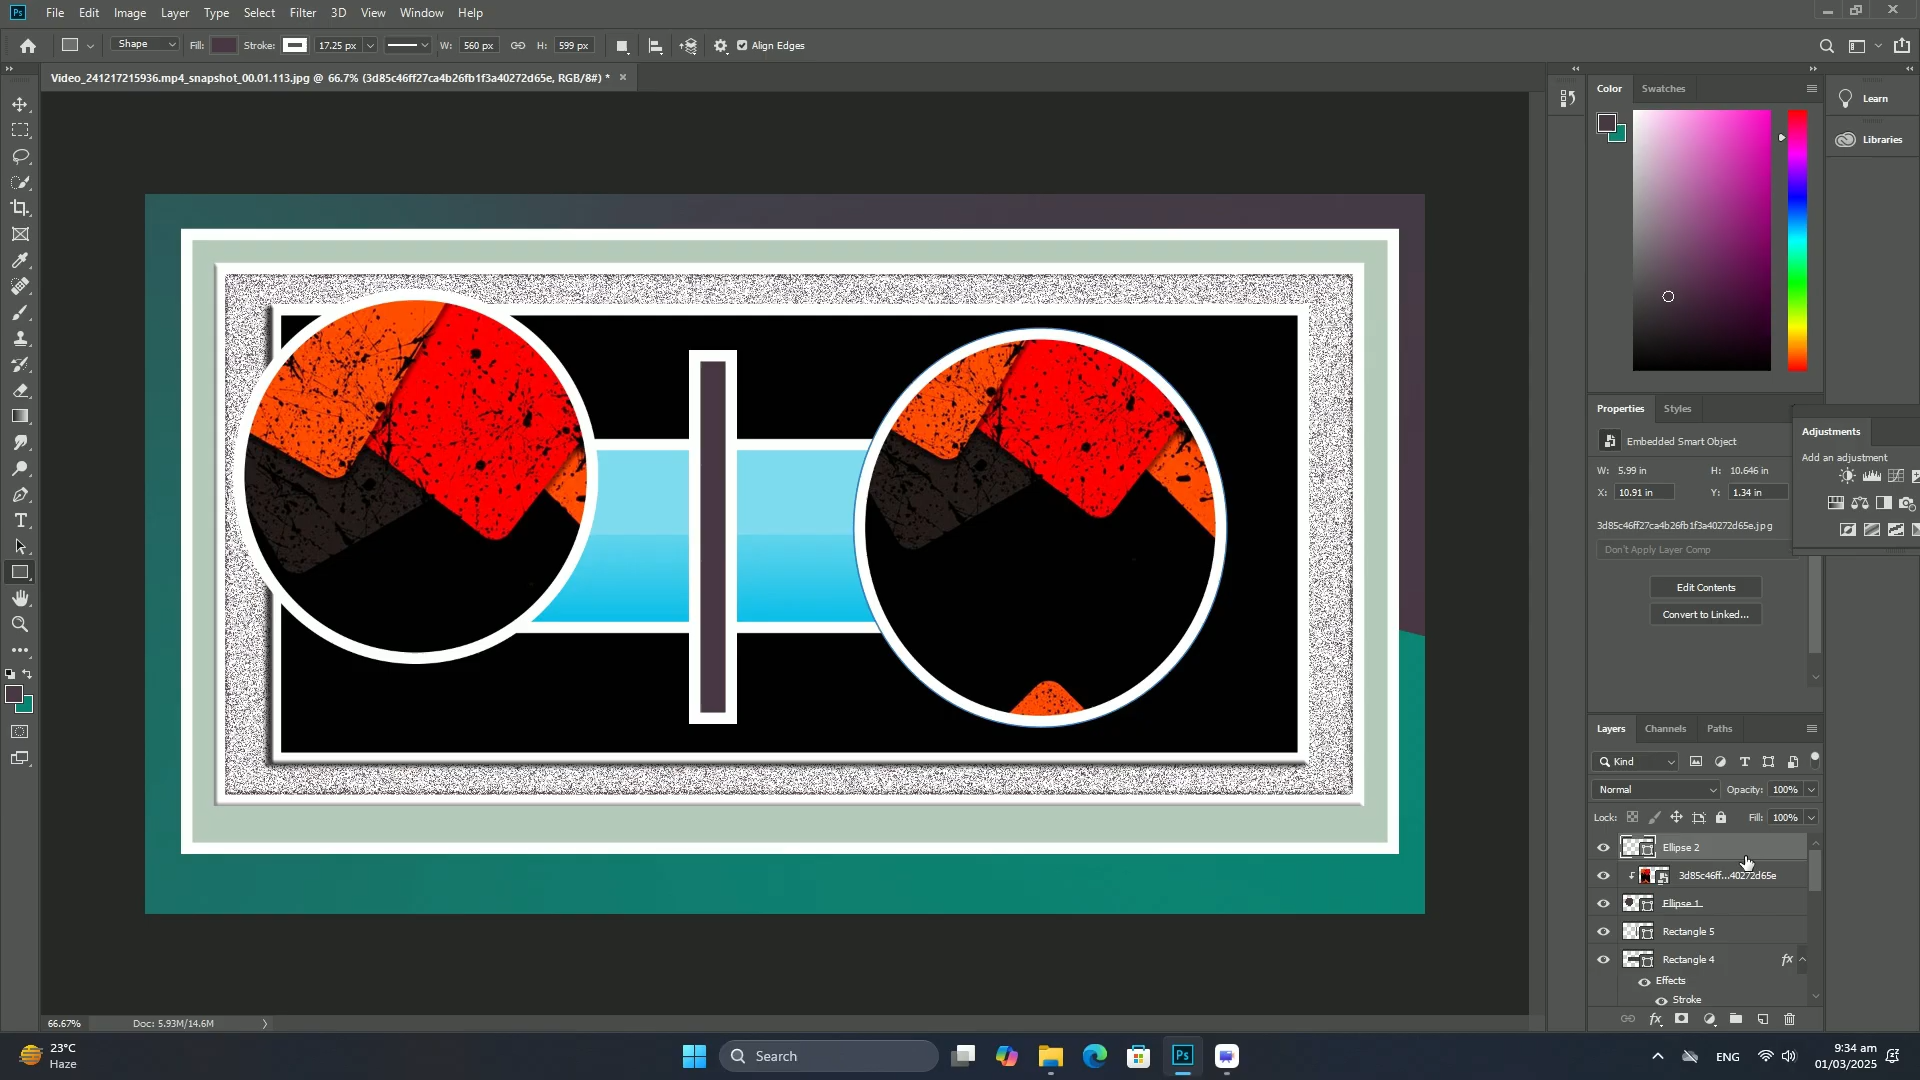 Ps File Edit Image Layer Type Select Filter 3D View Window Help
Shape Fill: Stroke: 17.25 px W: 560 px H: 599 px Align Edges
Video_241217215936.mp4_snapshot_00.01.113.jpg @ 66.7% (3d85c46ff27ca4b26fb1f3a40272d65e, RGB/8#) *
Color Swatches
Learn
Libraries
Properties Styles
Embedded Smart Object
W: 5.99 in H: 10.646 in
X: 10.91 in Y: 1.34 in
3d85c46ff27ca4b26fb1f3a40272d65e.jpg
Don't Apply Layer Comp
Edit Contents
Convert to Linked...
Adjustments
Add an adjustment
Layers Channels Paths
Kind
Normal Opacity: 100%
Lock: Fill: 100%
Ellipse 2
3d85c46ff...40272d65e
Ellipse 1
Rectangle 5
Rectangle 4 fx
Effects
Stroke
66.67% Doc: 5.93M/14.6M
fx
23°C
Haze
Search
Ps
ENG
9:34 am
01/03/2025